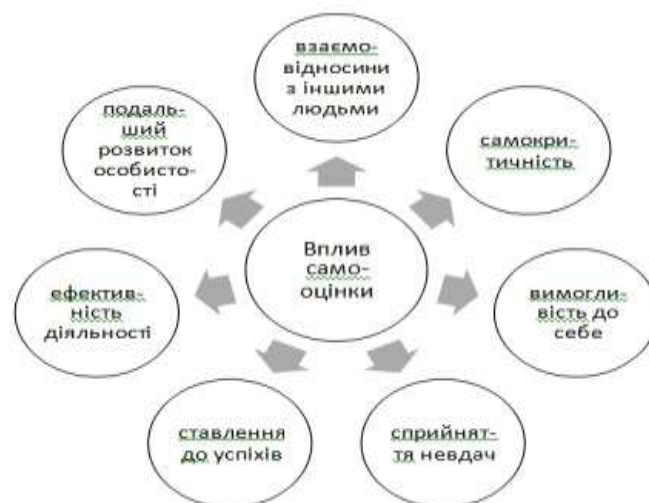 взаємо-
відносини
з іншими
людьми
самокри-
тичність
вимогли-
вість до
себе
сприйнят-
тя невдач
ставлення
до успіхів
ефектив-
ність
діяльності
подаль-
ший
розвиток
особисто-
сті
Вплив
само-
оцінки